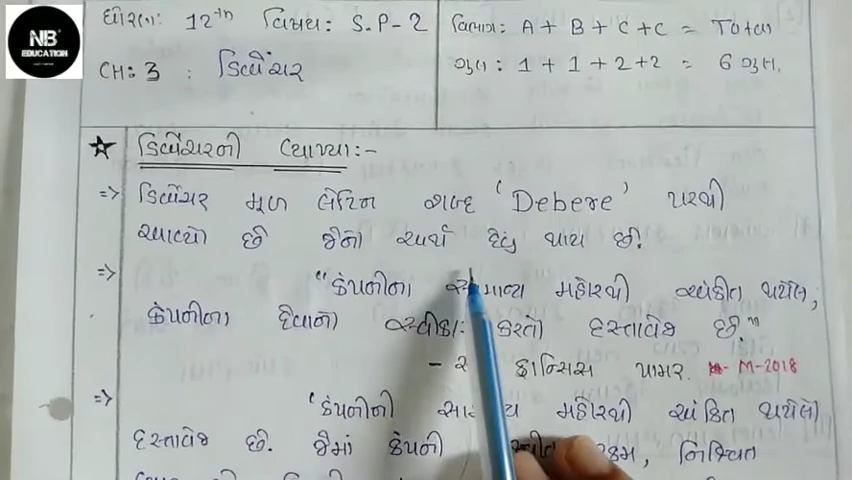 NB
EDUCATION
ધોરણ: 12th વિષય: S.P-2
CH: 3 : ડિબેંચર
વિભાગ: A + B + C + C = Total
ગુણ: 1 + 1 + 2 + 2 = 6 ગુણ.
ડિબેંચરની વ્યાખ્યા:-
=> ડિબેંચર મૂળ લેટિન શબ્દ ‘Debere’ પરથી
આવ્યો છે જેનો અર્થ દેવું થાય છે.
=> "કંપનીના મહોરથી અંકીત થયેલ,
કંપનીના દેવાનો કરતો દસ્તાવેજ છે."
- ફ્રાન્સિસ પામર. M-2018
=> 'કંપનીની મહોરથી અંકિત થયેલો
દસ્તાવેજ છે. જેમાં કંપની નિશ્ચિત